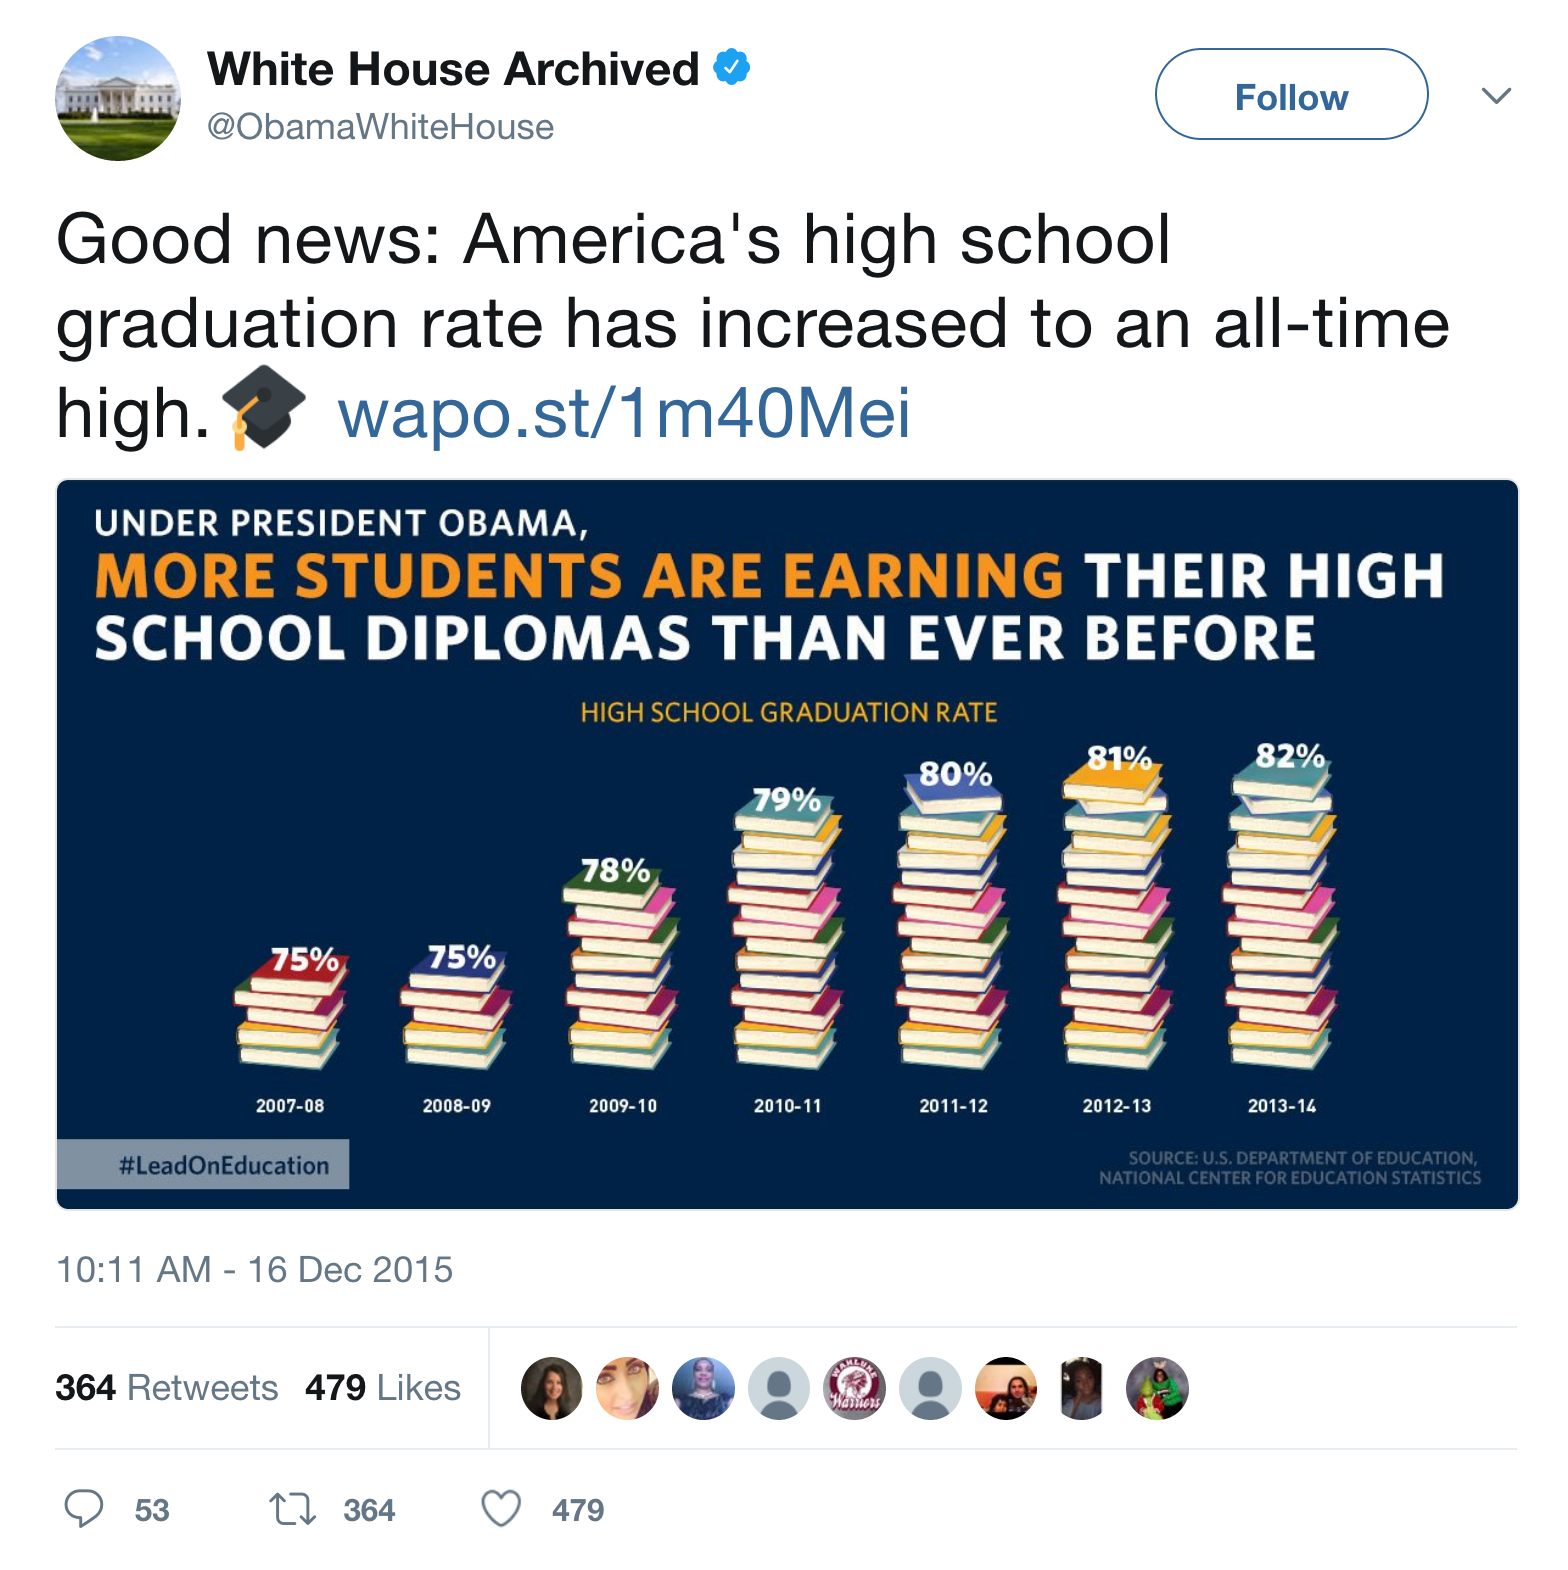 White House Archived
@ObamaWhiteHouse
Follow
Good news: America's high school
graduation rate has increased to an all-time
high.🎓 wapo.st/1m40Mei
UNDER PRESIDENT OBAMA,
MORE STUDENTS ARE EARNING THEIR HIGH
SCHOOL DIPLOMAS THAN EVER BEFORE
HIGH SCHOOL GRADUATION RATE
75% 75% 78% 79% 80% 81% 82%
2007-08 2008-09 2009-10 2010-11 2011-12 2012-13 2013-14
#LeadOnEducation
SOURCE: U.S. DEPARTMENT OF EDUCATION,
NATIONAL CENTER FOR EDUCATION STATISTICS
10:11 AM - 16 Dec 2015
364 Retweets 479 Likes
WAHLUKE
Warriors
53 364 479